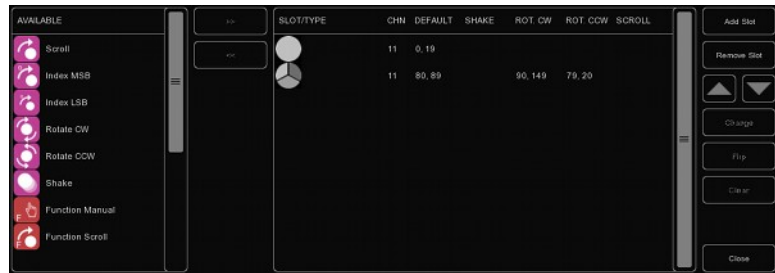 AVAILABLE
Scroll
Index MSB
Index LSB
Rotate CW
Rotate CCW
Shake
F Function Manual
F Function Scroll
>>
<<
SLOT/TYPE CHN DEFAULT SHAKE ROT. CW ROT. CCW SCROLL
11 0, 19
11 80, 89 90, 149 79, 20
Add Slot
Remove Slot
Change
Flip
Clear
Close